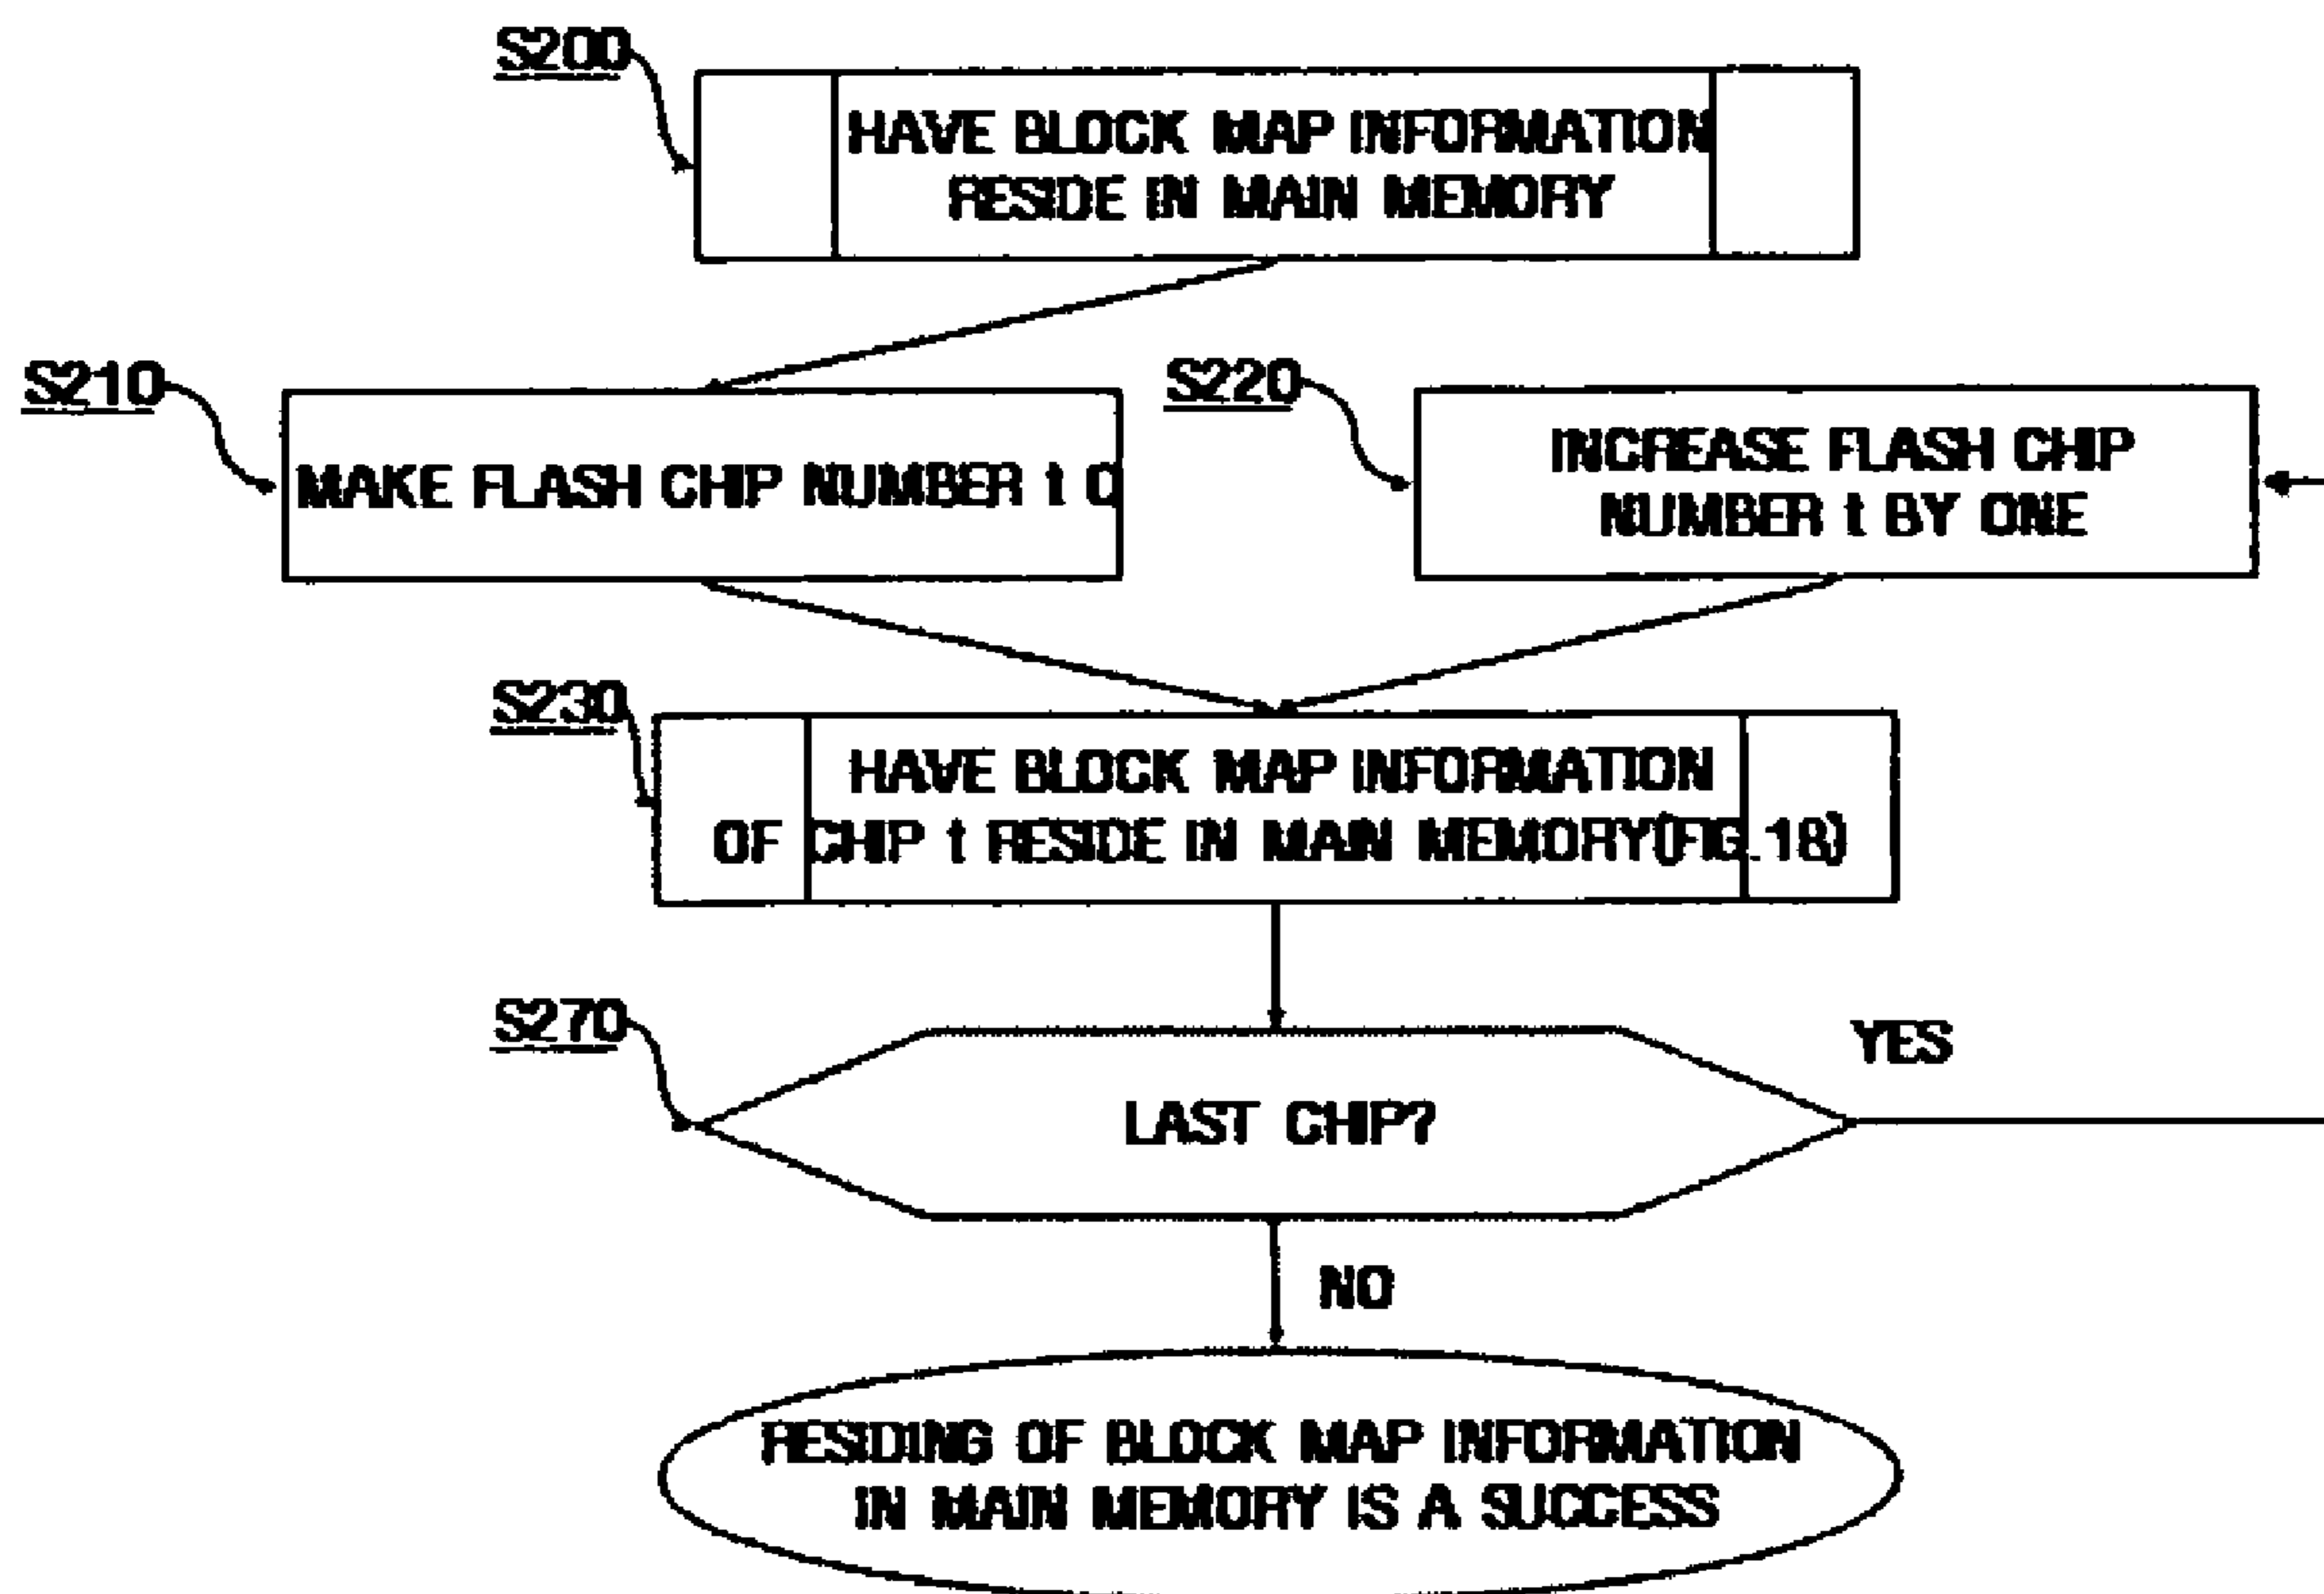 S200
HAVE BLOCK MAP INFORMATION
RESIDE IN MAIN MEMORY
S210
MAKE FLASH CHIP NUMBER t 0
S220
INCREASE FLASH CHIP
NUMBER t BY ONE
S230
HAVE BLOCK MAP INFORMATION
OF CHIP t RESIDE IN MAIN MEMORY(FIG.18)
S270
LAST CHIP?
YES
NO
RESIDING OF BLOCK MAP INFORMATION
IN MAIN MEMORY IS A SUCCESS